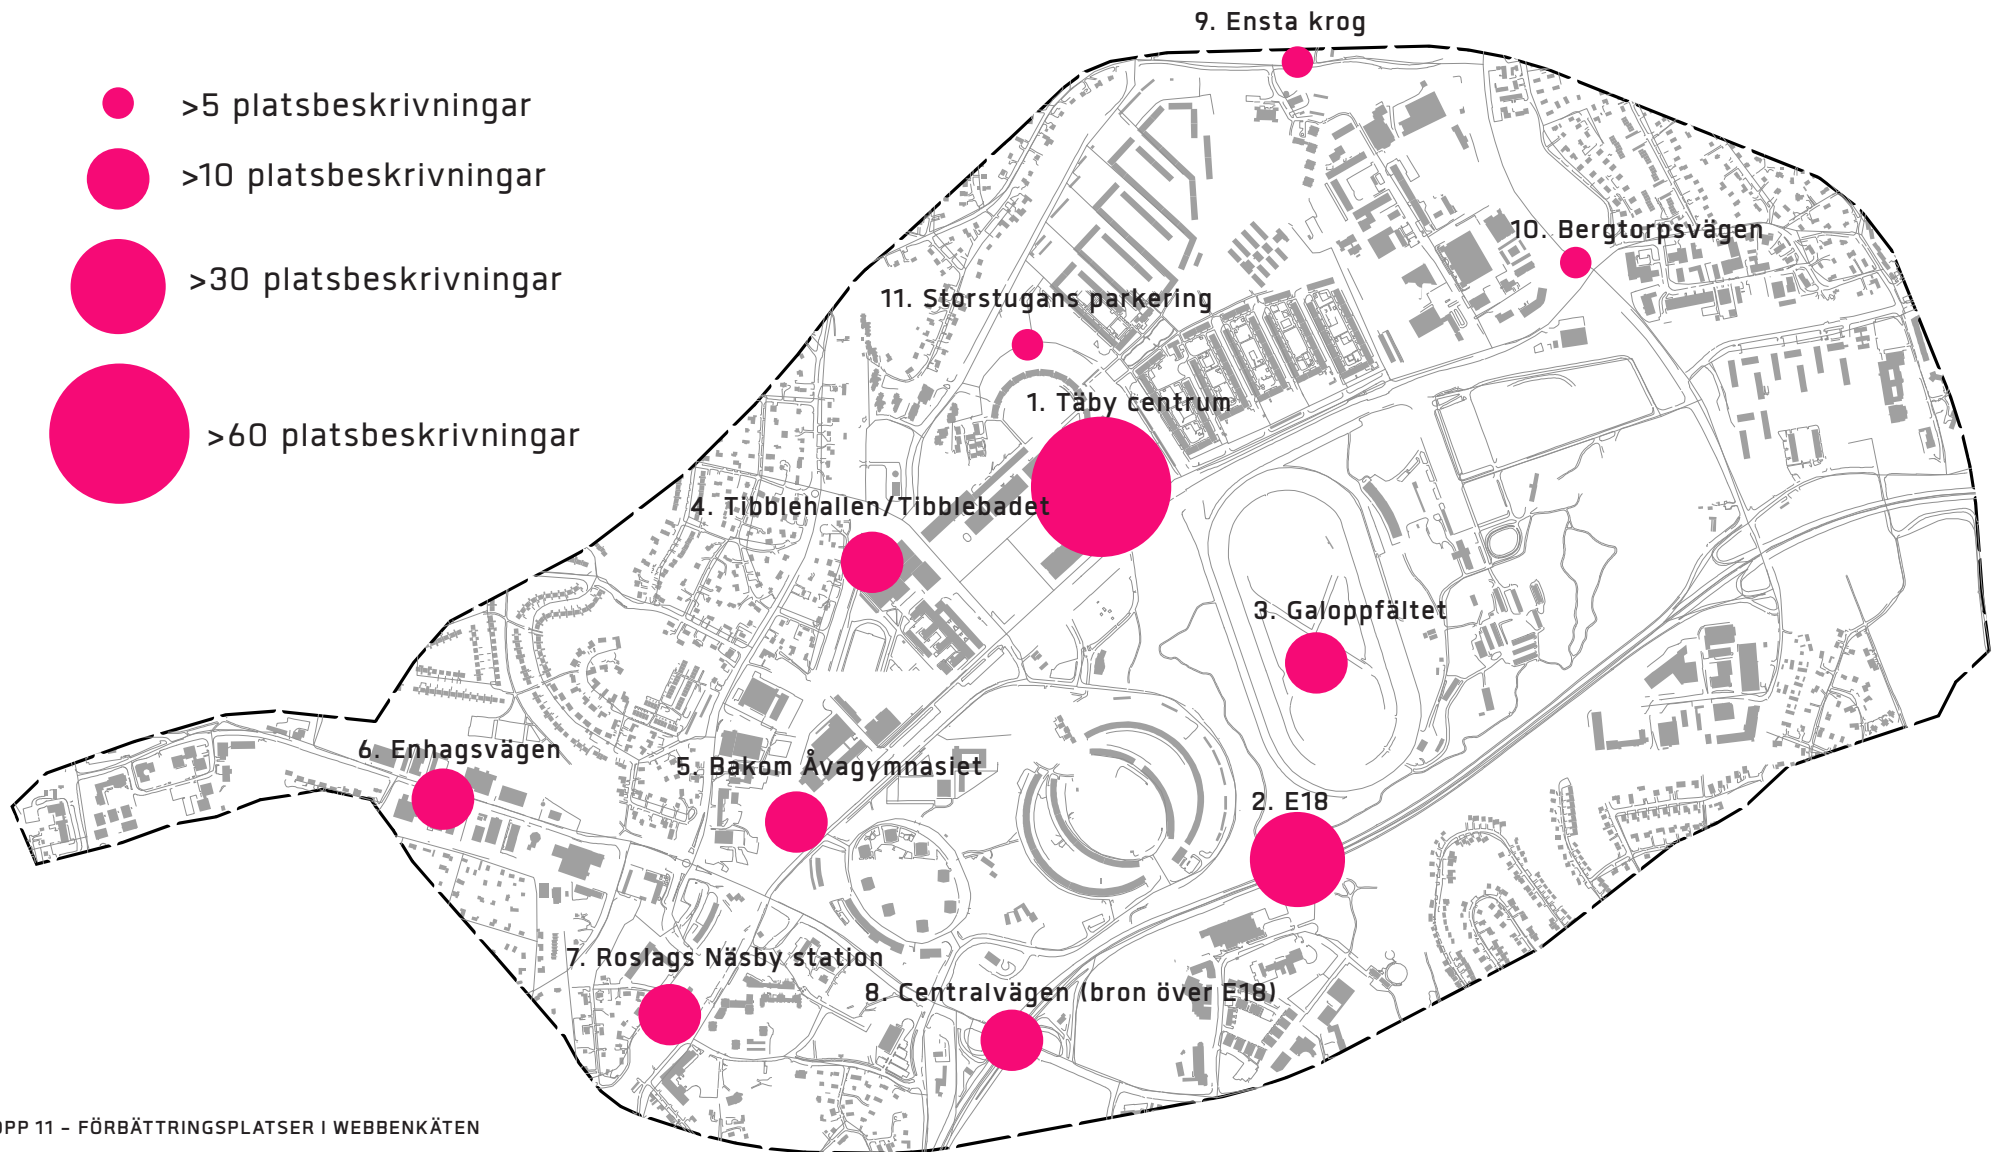 9. Ensta krog
>5 platsbeskrivningar
>10 platsbeskrivningar
10. Bergtorpsvägen
>30 platsbeskrivningar
11. Storstugans parkering
1. Täby centrum
>60 platsbeskrivningar
4. Tibblehallen/Tibblebadet
3. Galoppfältet
6. Enhagsvägen
5. Bakom Åvagymnasiet
2. E18
7. Roslags Näsby station
8. Centralvägen (bron över E18)
OPP 11 – FÖRBÄTTRINGSPLATSER I WEBBENKÄTEN